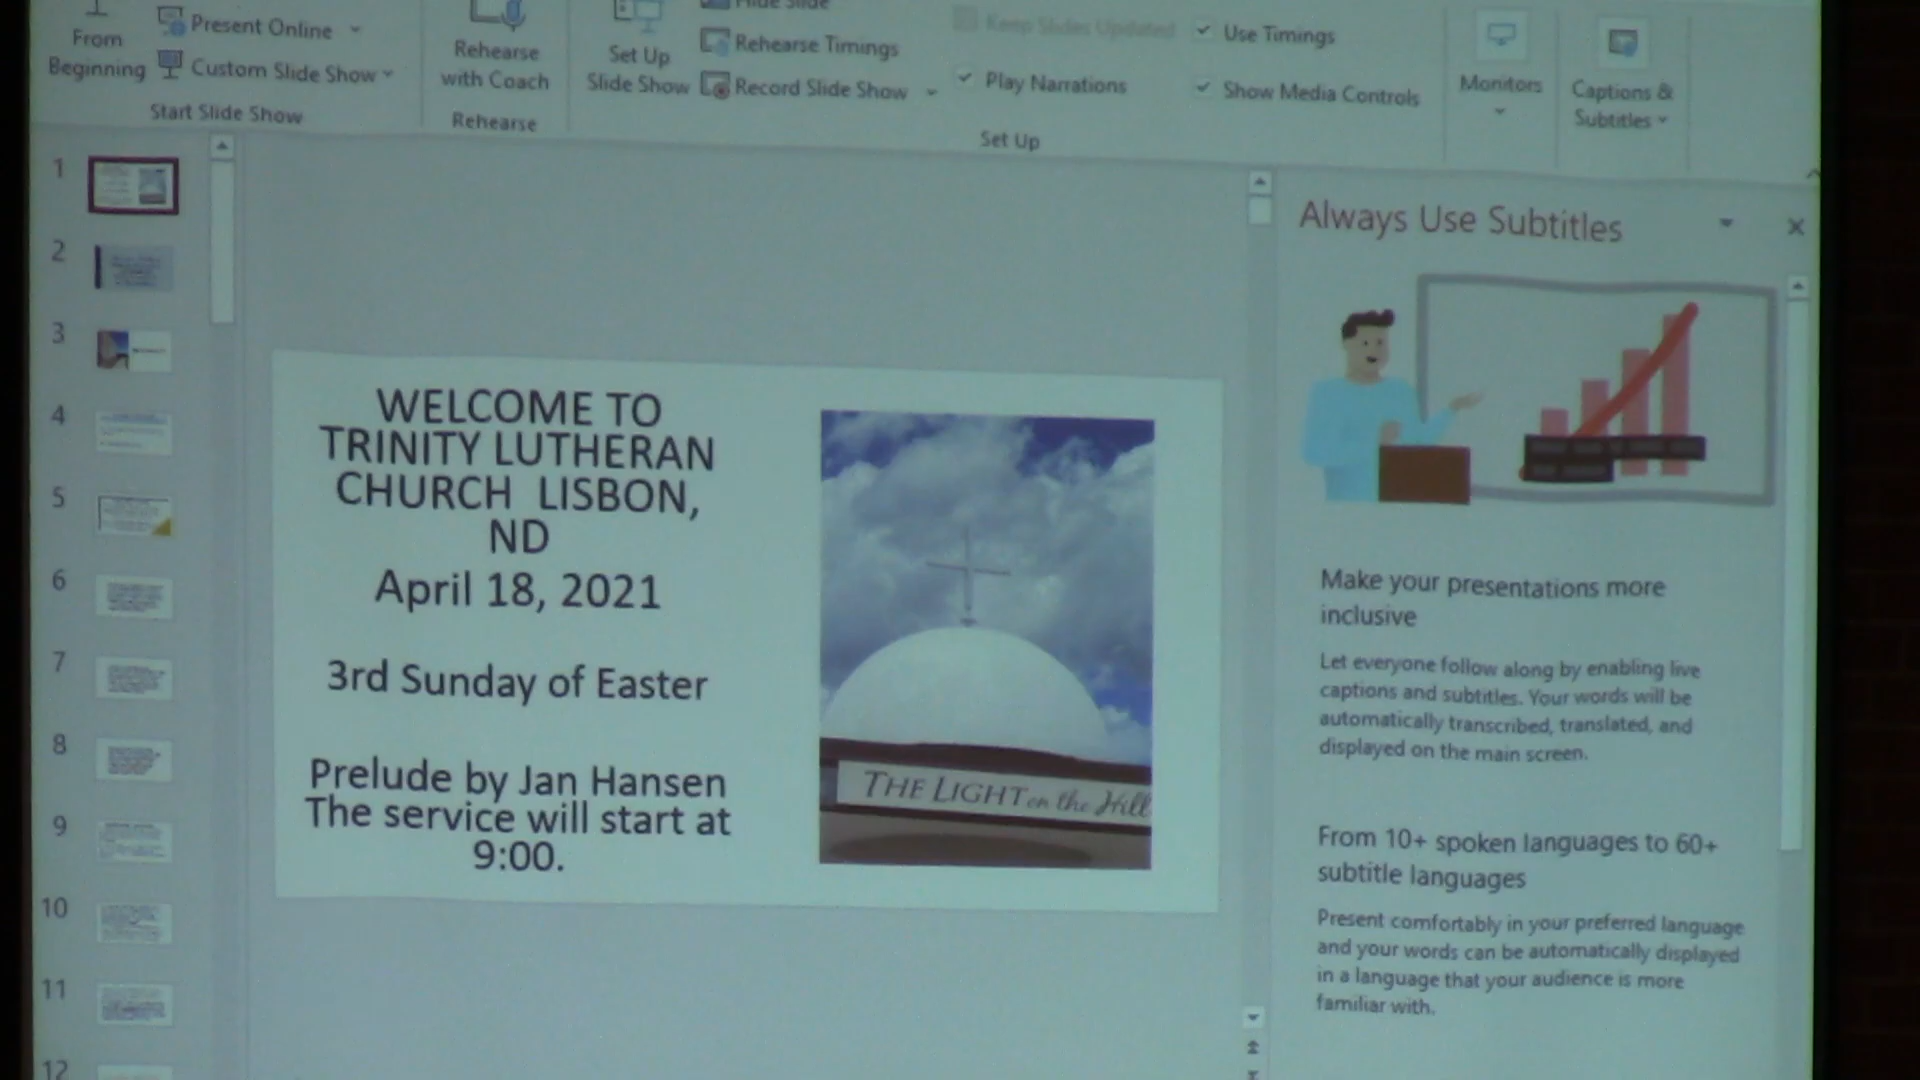 From
Beginning
Present Online
Custom Slide Show
Start Slide Show
Rehearse
with Coach
Rehearse
Set Up
Slide Show
Hide Slide
Rehearse Timings
Record Slide Show
Keep Slides Updated
Play Narrations
Use Timings
Show Media Controls
Set Up
Monitors
Captions &
Subtitles
1
2
3
4
5
6
7
8
9
10
11
12
WELCOME TO
TRINITY LUTHERAN
CHURCH LISBON,
ND
April 18, 2021
3rd Sunday of Easter
Prelude by Jan Hansen
The service will start at
9:00.
THE LIGHT on the Hill
Always Use Subtitles
Make your presentations more
inclusive
Let everyone follow along by enabling live
captions and subtitles. Your words will be
automatically transcribed, translated, and
displayed on the main screen.
From 10+ spoken languages to 60+
subtitle languages
Present comfortably in your preferred language
and your words can be automatically displayed
in a language that your audience is more
familiar with.